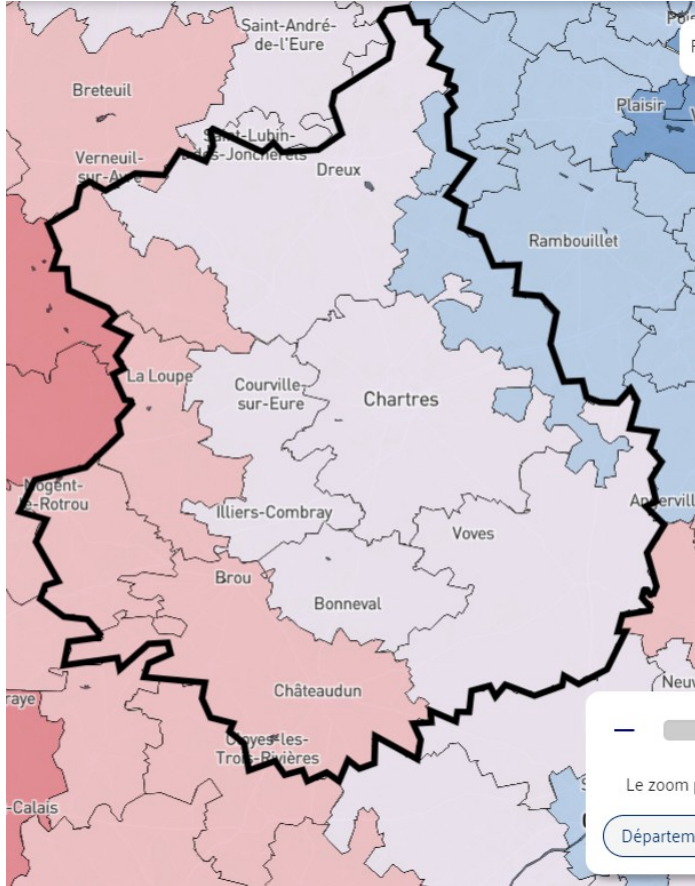 Saint-André-
de-l'Eure
Breteuil
Plaisir
Saint-Lubin-
des-Joncherets
Verneuil-
sur-Avre
Dreux
Rambouillet
La Loupe
Courville-
sur-Eure
Chartres
Nogent-
le-Rotrou
Illiers-Combray
Voves
Brou
Bonneval
Châteaudun
raye
Neuv
Cloyes-les-
Trois-Rivières
Le zoom p
-Calais
Départem